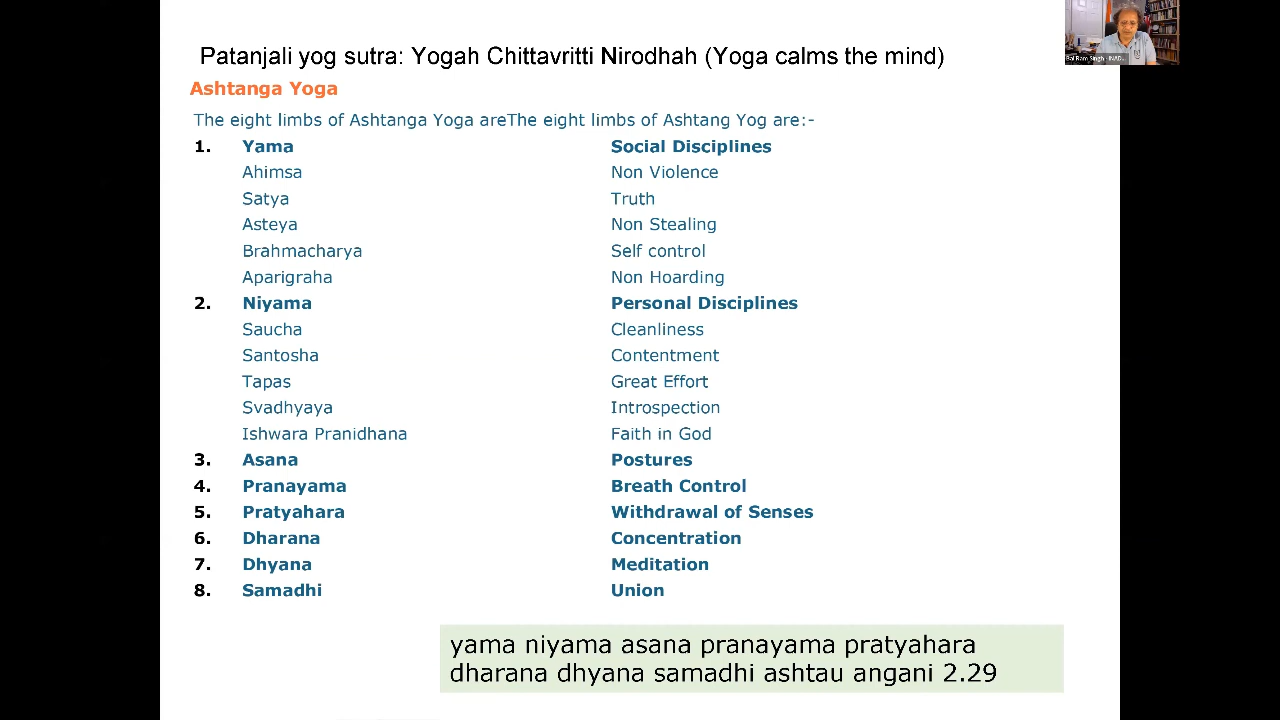 Patanjali yog sutra: Yogah Chittavritti Nirodhah (Yoga calms the mind)
Ashtanga Yoga
The eight limbs of Ashtanga Yoga areThe eight limbs of Ashtang Yog are:-
1. Yama Social Disciplines
Ahimsa Non Violence
Satya Truth
Asteya Non Stealing
Brahmacharya Self control
Aparigraha Non Hoarding
2. Niyama Personal Disciplines
Saucha Cleanliness
Santosha Contentment
Tapas Great Effort
Svadhyaya Introspection
Ishwara Pranidhana Faith in God
3. Asana Postures
4. Pranayama Breath Control
5. Pratyahara Withdrawal of Senses
6. Dharana Concentration
7. Dhyana Meditation
8. Samadhi Union
yama niyama asana pranayama pratyahara
dharana dhyana samadhi ashtau angani 2.29
Bal Ram Singh - INAD...